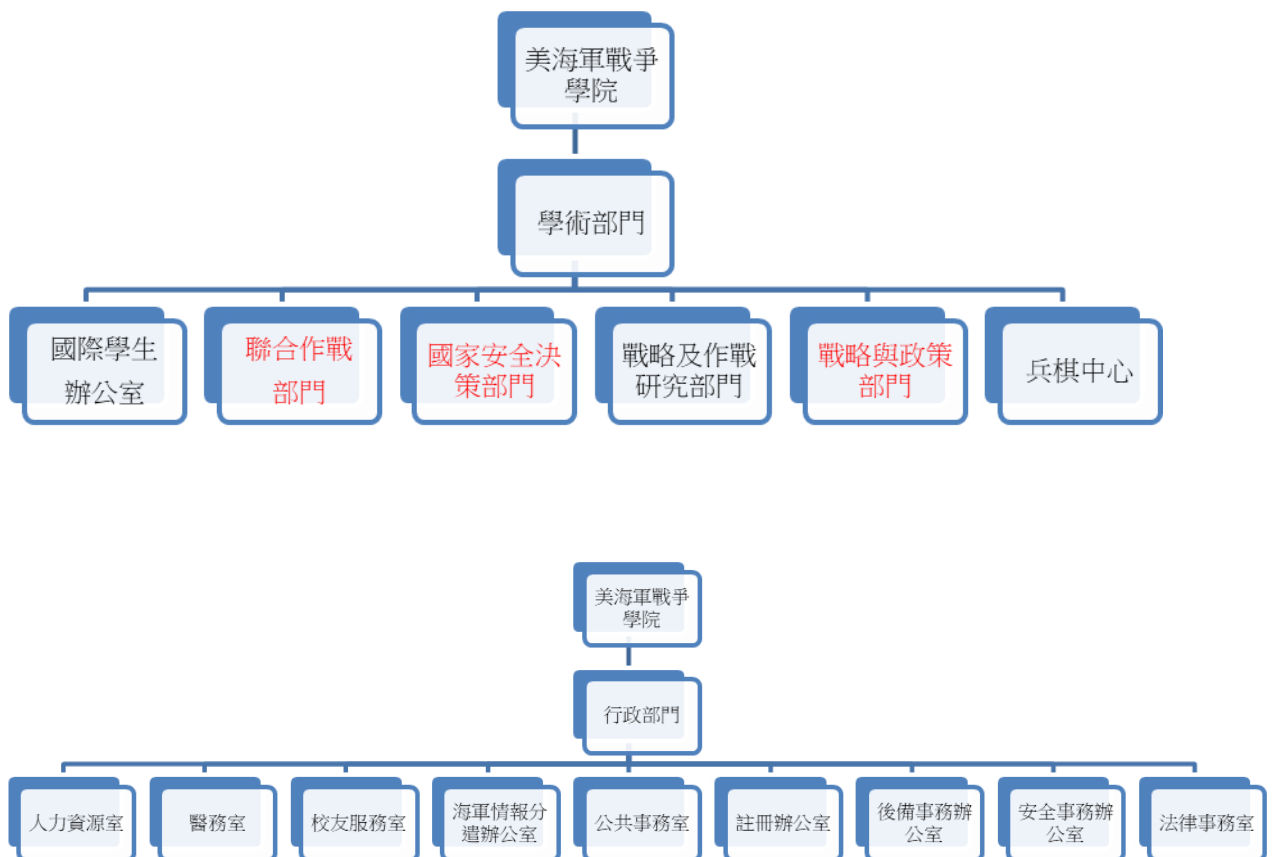 美海軍戰爭
學院
學術部門
國際學生
辦公室
聯合作戰
部門
國家安全決
策部門
戰略及作戰
研究部門
戰略與政策
部門
兵棋中心
美海軍戰爭
學院
行政部門
人力資源室
醫務室
校友服務室
海軍情報分
遣辦公室
公共事務室
註冊辦公室
後備事務辦
公室
安全事務辦
公室
法律事務室